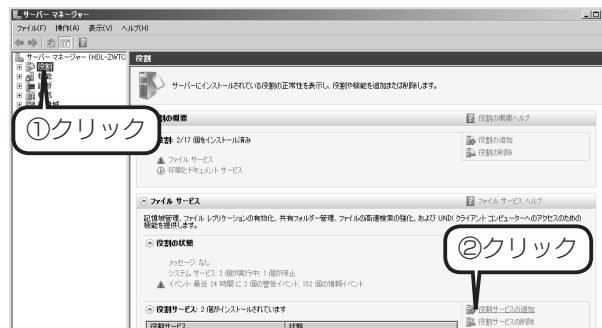 サーバー マネージャー
ファイル(F) 操作(A) 表示(V) ヘルプ(H)
サーバー マネージャー (HDL-ZWTC
役割
役割
サーバーにインストールされている役割の正常性を表示し、役割や機能を追加または削除します。
①クリック
役割の概要ヘルプ
2/17 個をインストール済み
役割の追加
役割の削除
ファイル サービス
印刷とドキュメント サービス
ファイル サービス
ファイル サービス ヘルプ
記憶域管理、ファイル レプリケーションの有効化、共有フォルダー管理、ファイルの高速検索の強化、および UNIX クライアント コンピューターへのアクセスのための
機能を提供します。
役割の状態
②クリック
メッセージ: なし
システム サービス: 2 個が実行中、1 個が停止
イベント: 最近 24 時間に 2 個の警告イベント、152 個の情報イベント
役割サービス: 2 個がインストールされています
役割サービスの追加
役割サービスの削除
役割サービス
状態